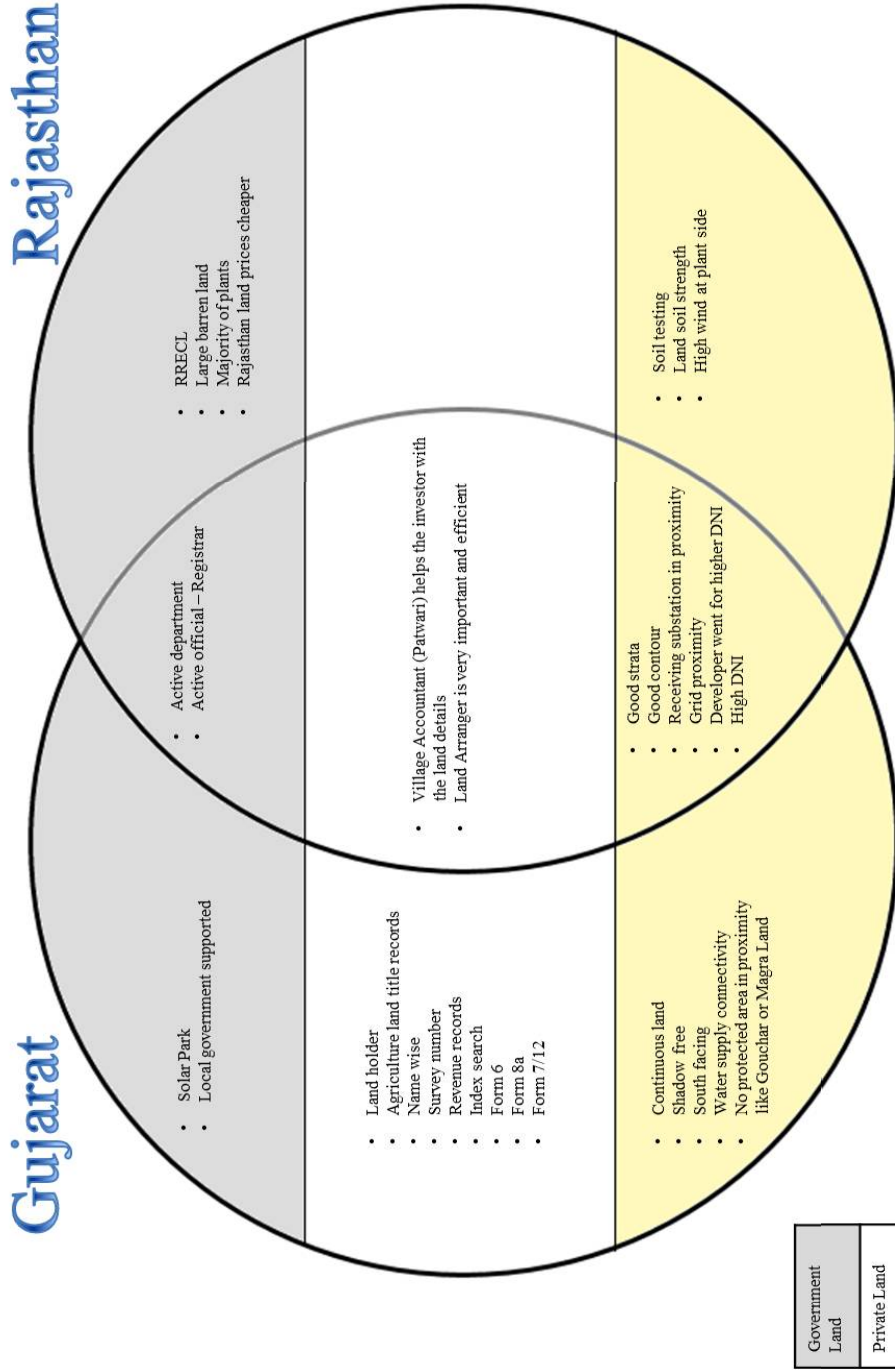 Gujarat
Rajasthan
• Solar Park
• Local government supported
• Active department
• Active official – Registrar
• RRECL
• Large barren land
• Majority of plants
• Rajasthan land prices cheaper
• Land holder
• Agriculture land title records
• Name wise
• Survey number
• Revenue records
• Index search
• Form 6
• Form 8a
• Form 7/12
• Village Accountant (Patwari) helps the investor with
the land details
• Land Arranger is very important and efficient
• Continuous land
• Shadow free
• South facing
• Water supply connectivity
• No protected area in proximity
like Gouchar or Magra Land
• Good strata
• Good contour
• Receiving substation in proximity
• Grid proximity
• Developer went for higher DNI
• High DNI
• Soil testing
• Land soil strength
• High wind at plant side
Government
Land
Private Land